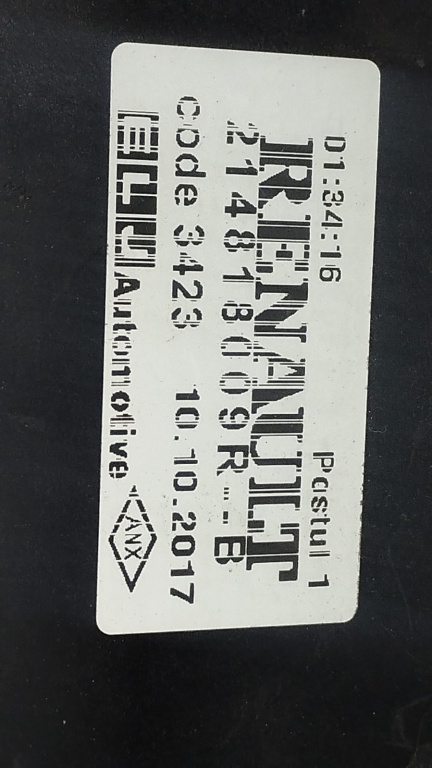 01:34:16 Postul 1
RENAULT
214818009R--B
code 3423 10.10.2017
Automotive ANX